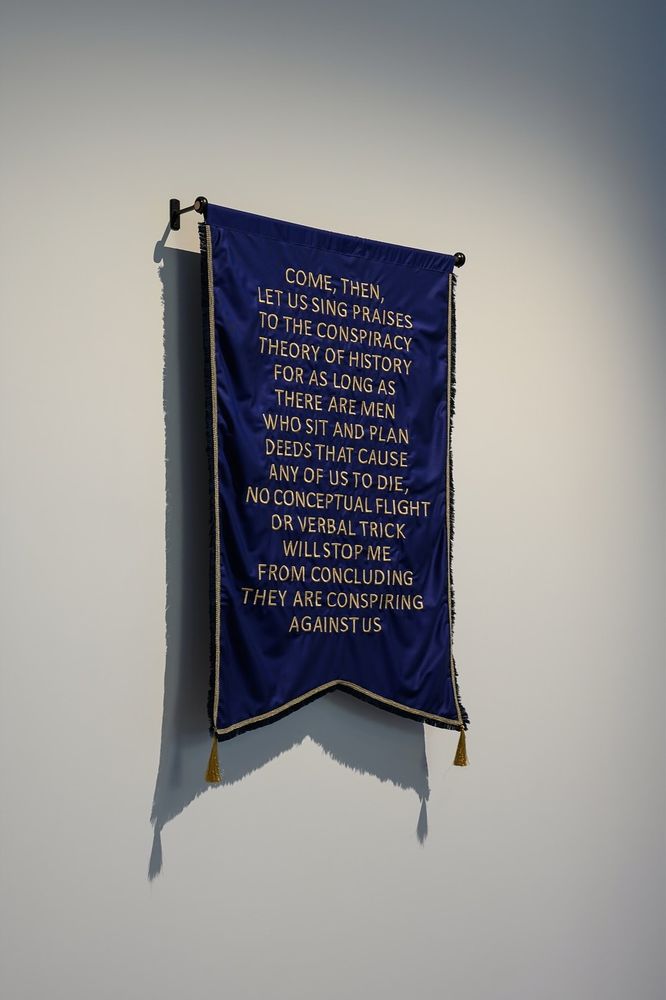 COME, THEN,
LET US SING PRAISES
TO THE CONSPIRACY
THEORY OF HISTORY
FOR AS LONG AS
THERE ARE MEN
WHO SIT AND PLAN
DEEDS THAT CAUSE
ANY OF US TO DIE,
NO CONCEPTUAL FLIGHT
OR VERBAL TRICK
WILL STOP ME
FROM CONCLUDING
THEY ARE CONSPIRING
AGAINST US